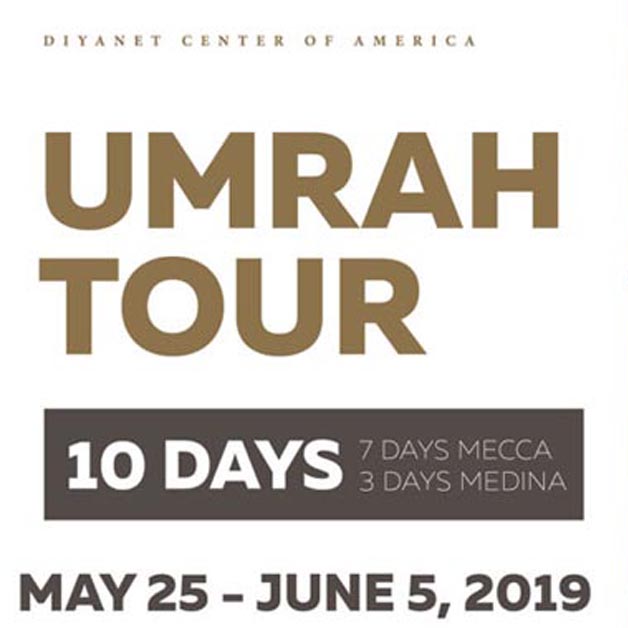 DIYANET CENTER OF AMERICA
UMRAH
TOUR
10 DAYS
7 DAYS MECCA
3 DAYS MEDINA
MAY 25 - JUNE 5, 2019